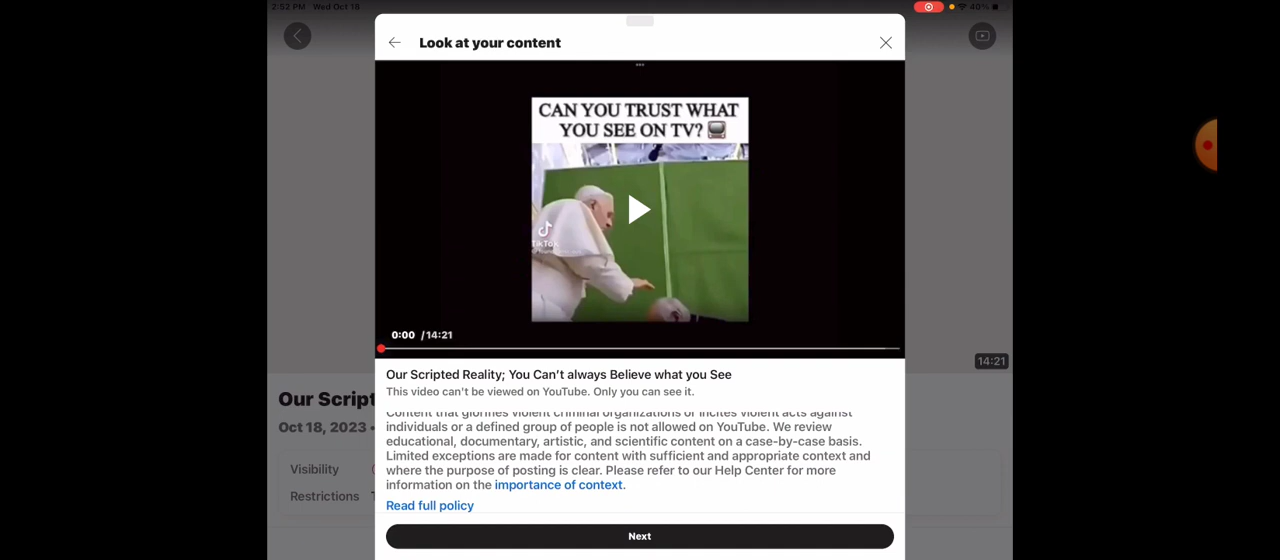 2:52 PM Wed Oct 18
40%
Look at your content
CAN YOU TRUST WHAT
YOU SEE ON TV?
TikTok
0:00 / 14:21
14:21
Our Scripted Reality; You Can't always Believe what you See
This video can't be viewed on YouTube. Only you can see it.
Our Script
Content that glorifies violent criminal organizations or incites violent acts against
individuals or a defined group of people is not allowed on YouTube. We review
educational, documentary, artistic, and scientific content on a case-by-case basis.
Limited exceptions are made for content with sufficient and appropriate context and
where the purpose of posting is clear. Please refer to our Help Center for more
information on the importance of context.
Oct 18, 2023 •
Visibility
Restrictions T
Read full policy
Next